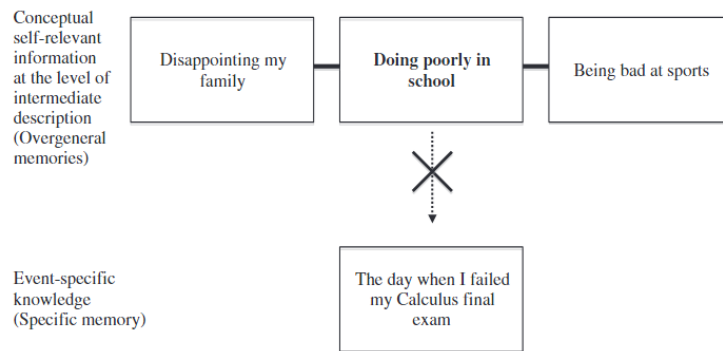 Conceptual
self-relevant
information
at the level of
intermediate
description
(Overgeneral
memories)
Disappointing my
family
Doing poorly in
school
Being bad at sports
Event-specific
knowledge
(Specific memory)
The day when I failed
my Calculus final
exam